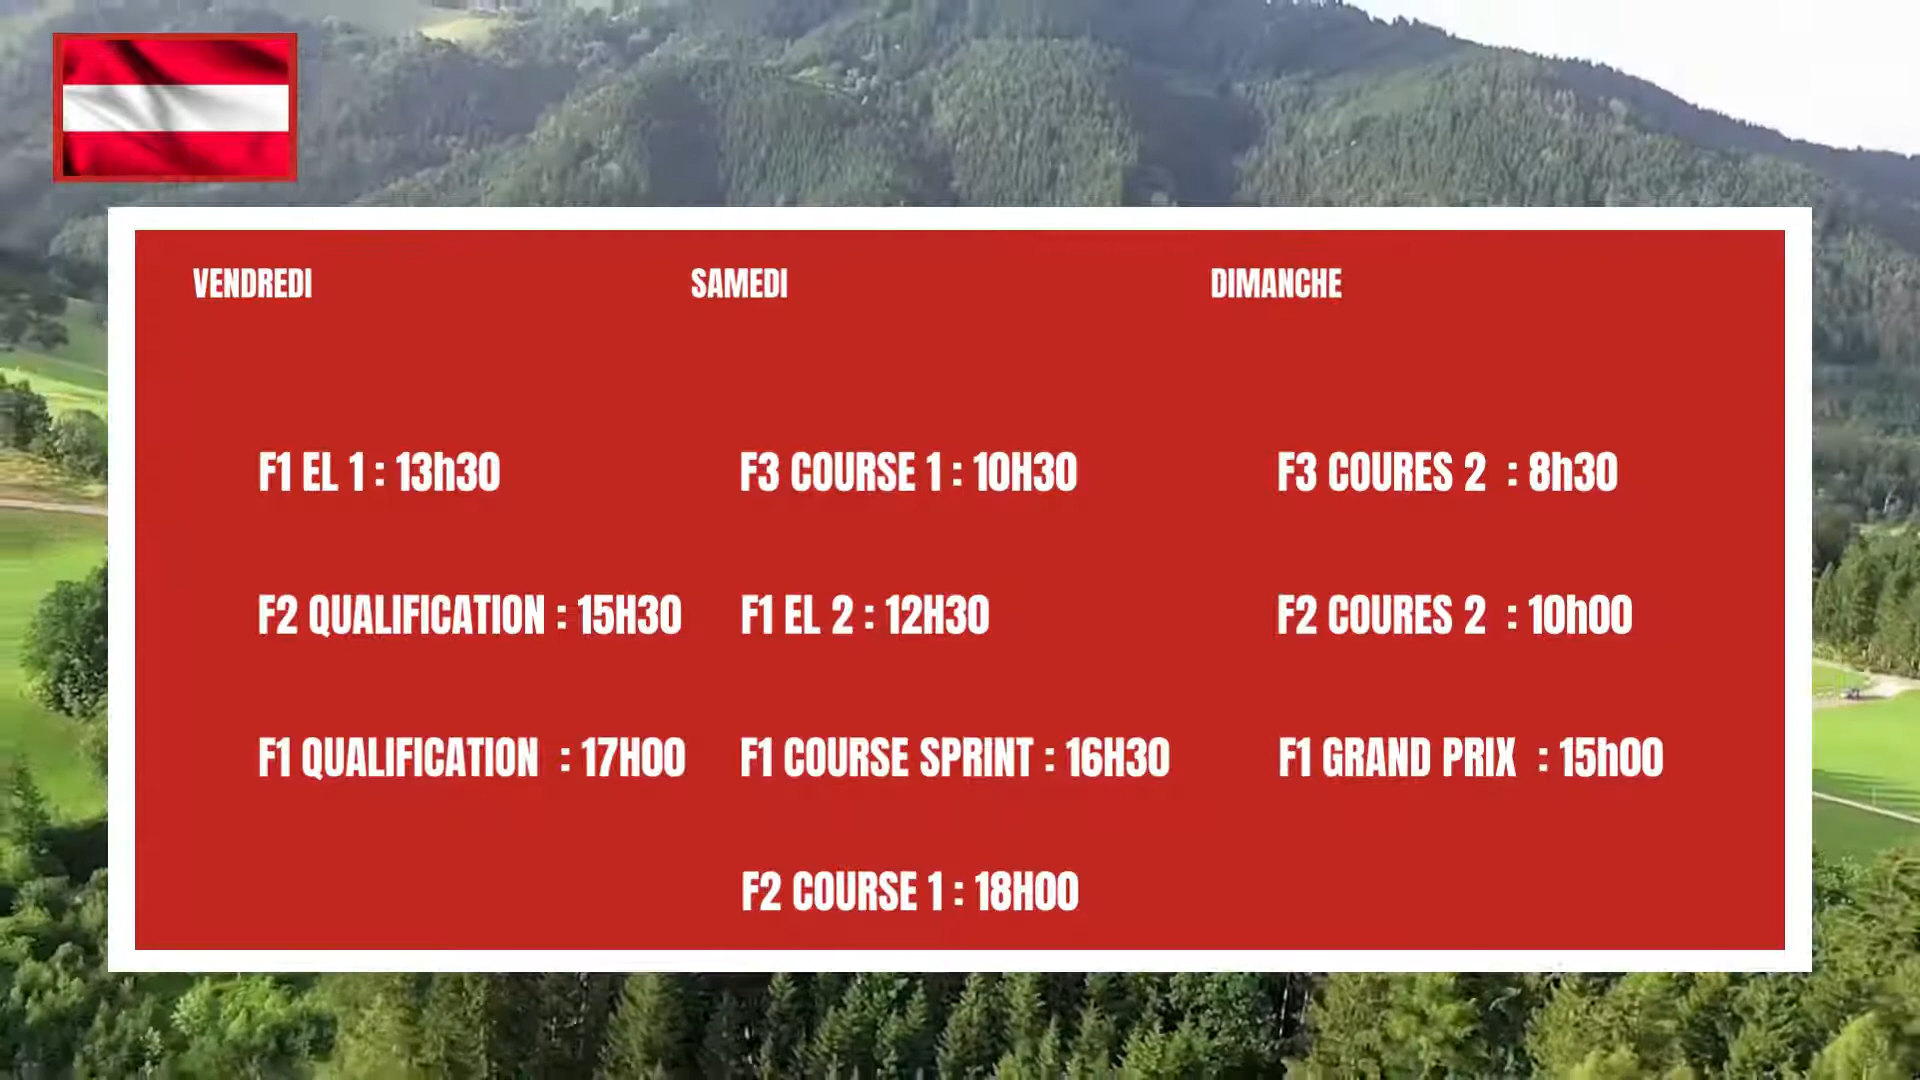 VENDREDI
F1 EL 1 : 13h30
F2 QUALIFICATION : 15H30
F1 QUALIFICATION : 17H00
SAMEDI
F3 COURSE 1 : 10H30
F1 EL 2 : 12H30
F1 COURSE SPRINT : 16H30
F2 COURSE 1 : 18H00
DIMANCHE
F3 COURES 2 : 8h30
F2 COURES 2 : 10h00
F1 GRAND PRIX : 15h00